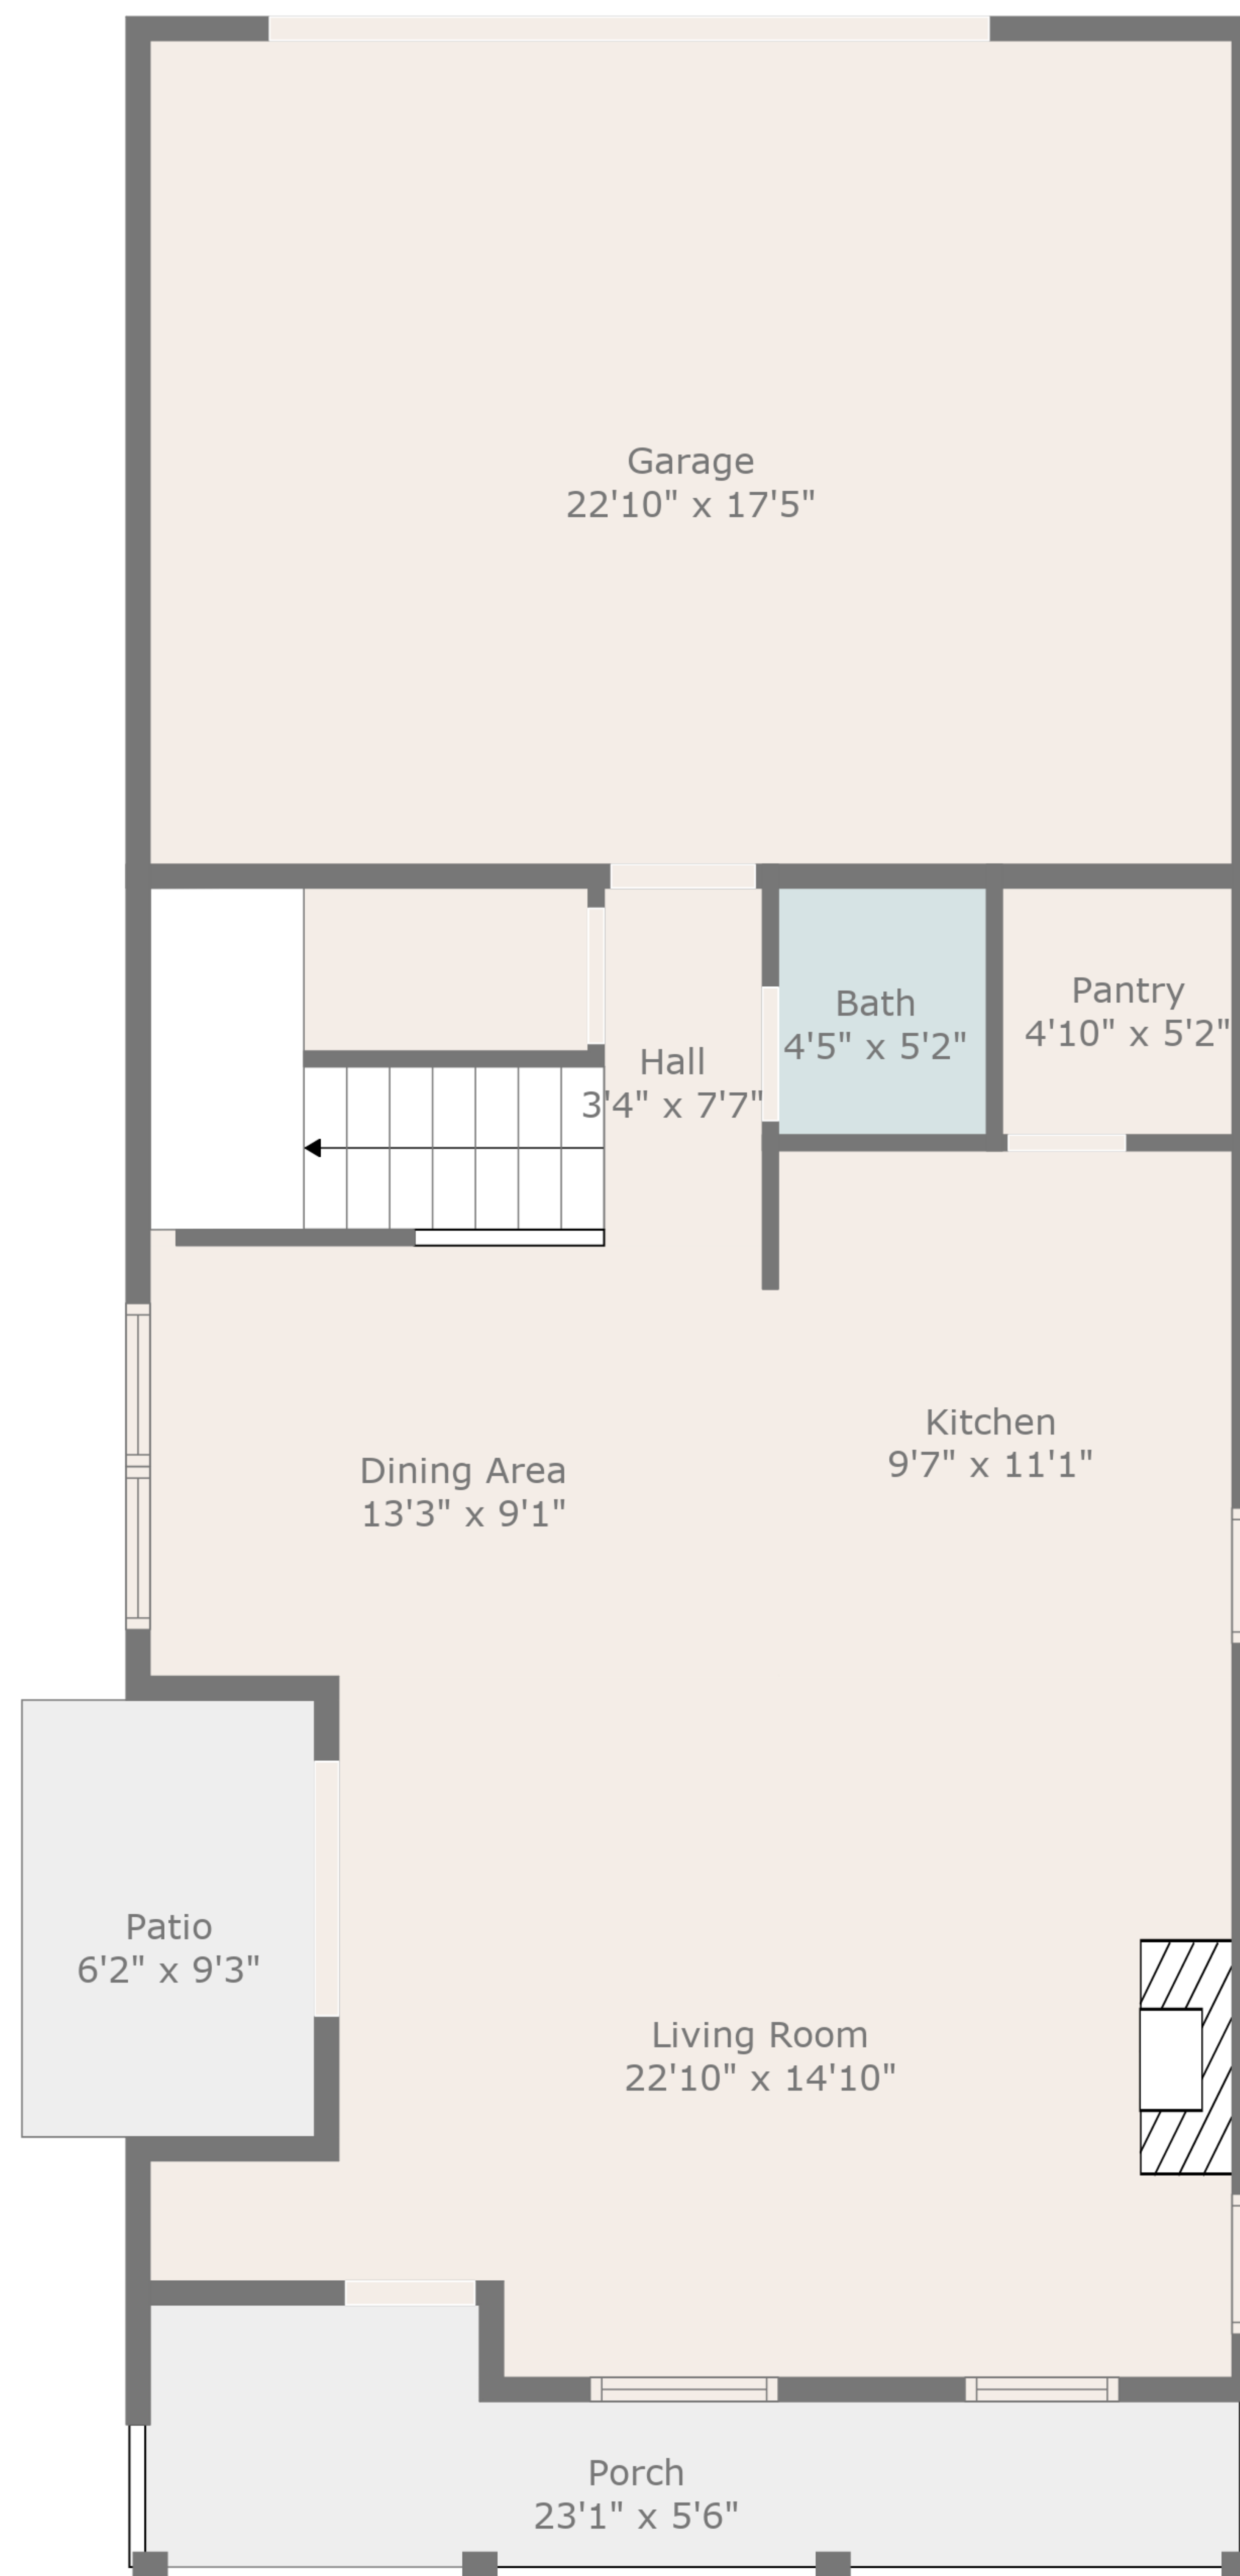 Garage
22'10" x 17'5"
Bath
4'5" x 5'2"
Pantry
4'10" x 5'2"
Hall
3'4" x 7'7"
Kitchen
9'7" x 11'1"
Dining Area
13'3" x 9'1"
Patio
6'2" x 9'3"
Living Room
22'10" x 14'10"
Porch
23'1" x 5'6"